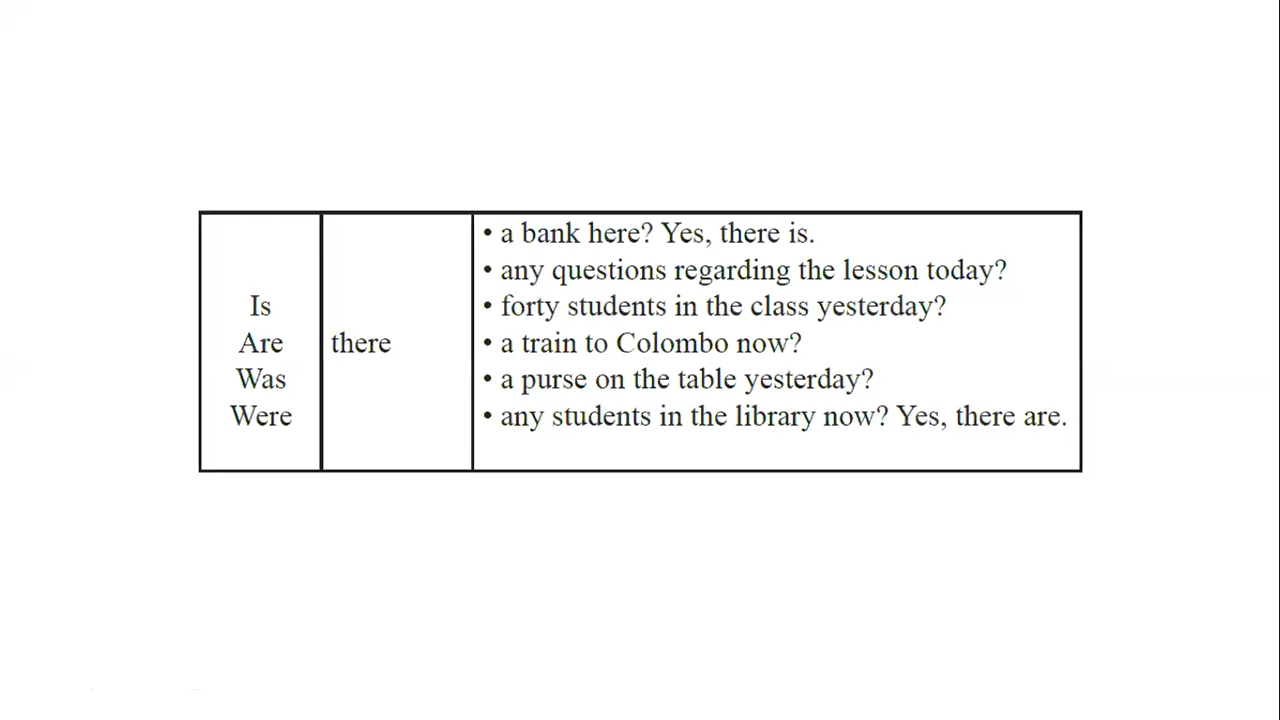 Is
Are
Was
Were
there
• a bank here? Yes, there is.
• any questions regarding the lesson today?
• forty students in the class yesterday?
• a train to Colombo now?
• a purse on the table yesterday?
• any students in the library now? Yes, there are.